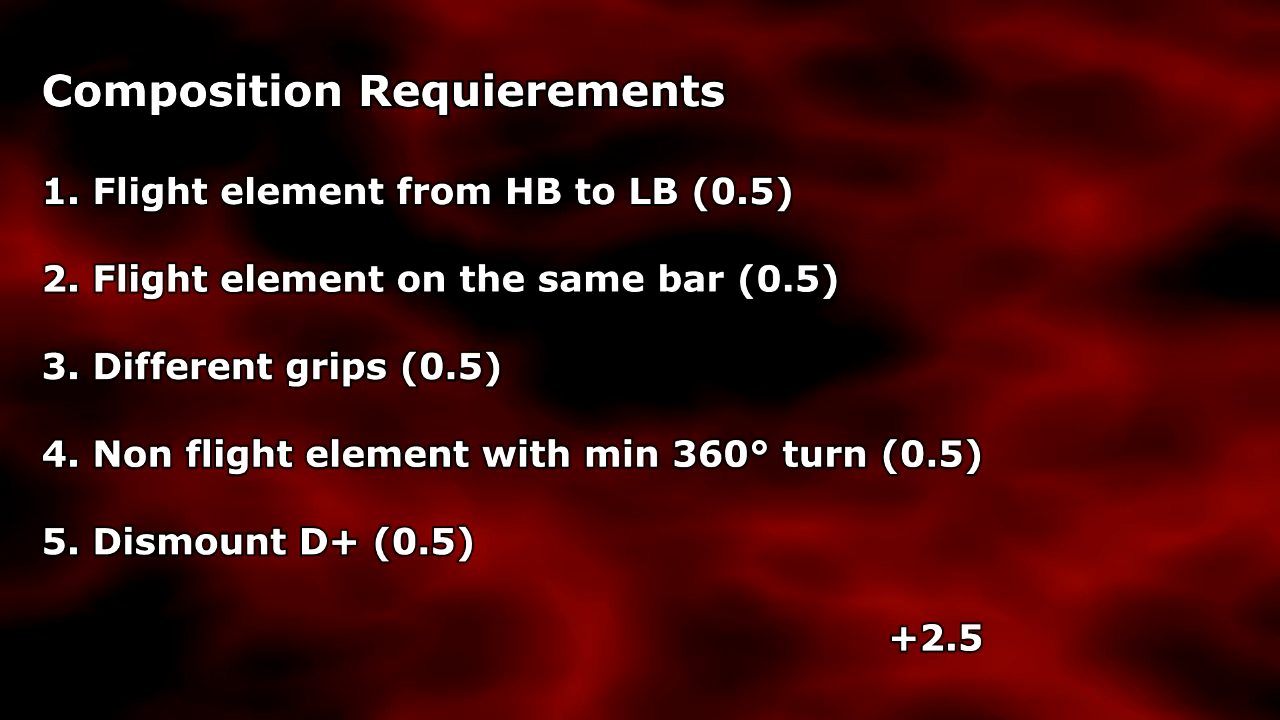 Composition Requierements
1. Flight element from HB to LB (0.5)
2. Flight element on the same bar (0.5)
3. Different grips (0.5)
4. Non flight element with min 360° turn (0.5)
5. Dismount D+ (0.5)
+2.5